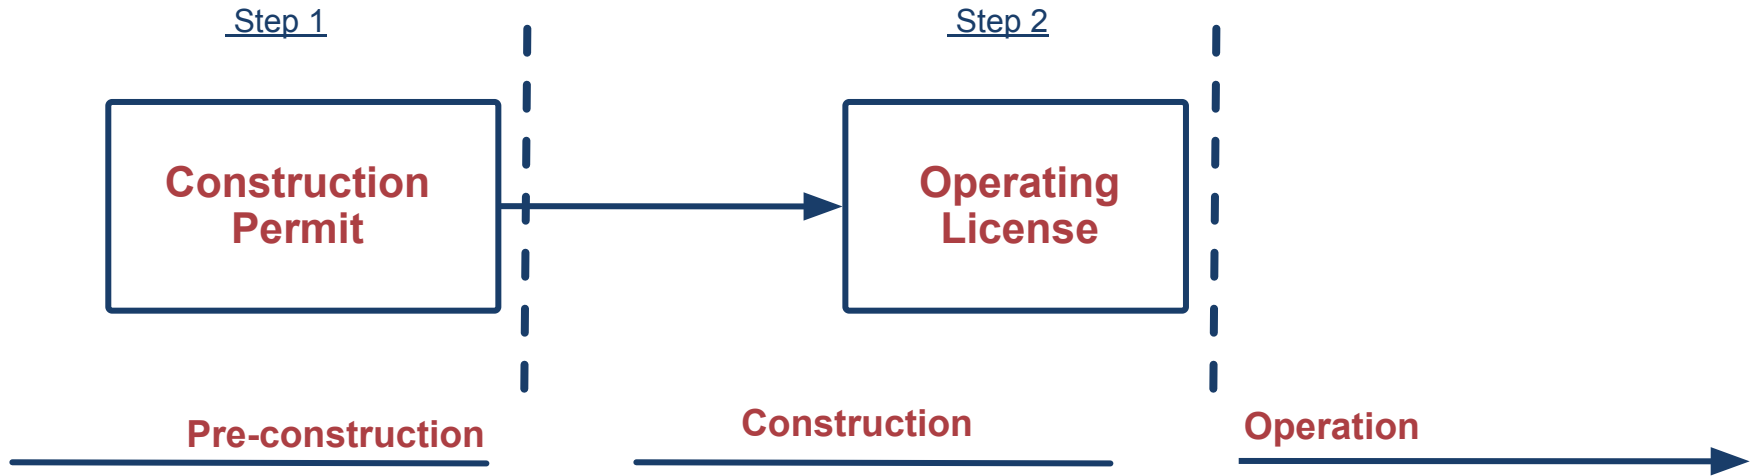 Step 1
Step 2
Construction
Permit
Operating
License
Pre-construction
Construction
Operation